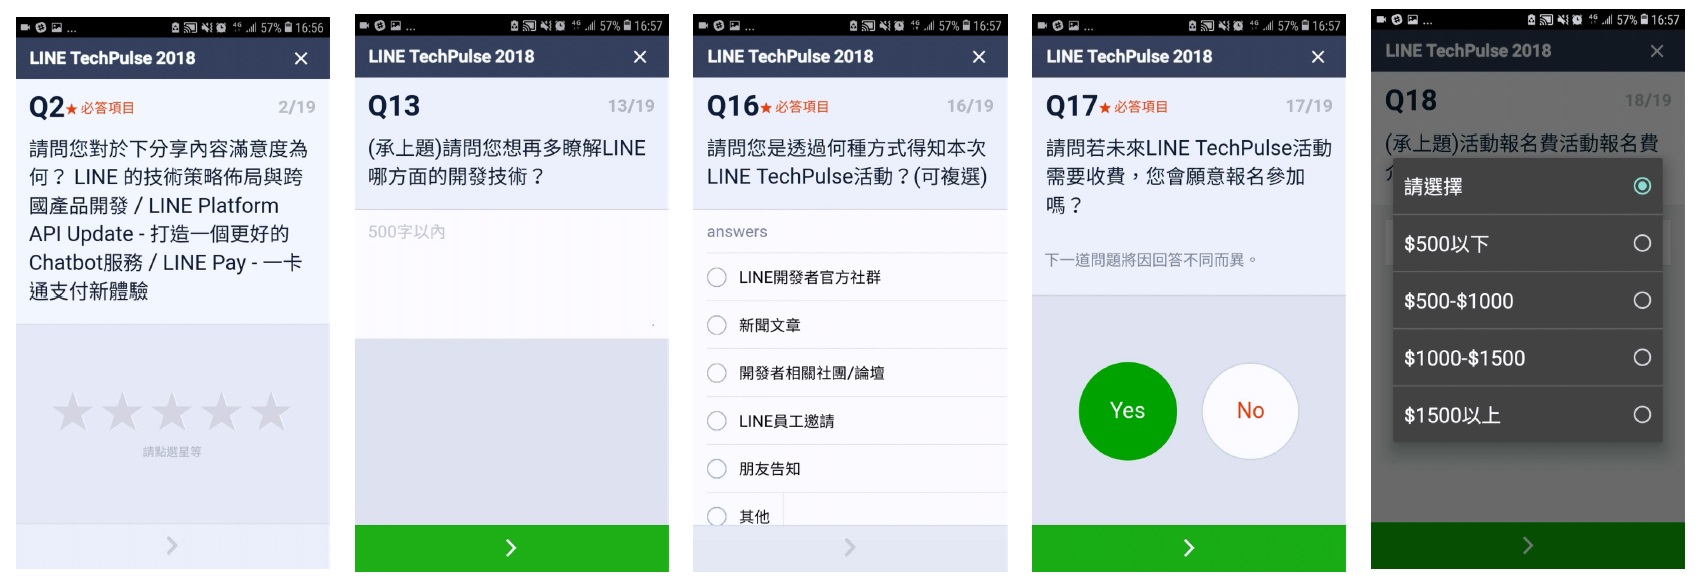 ... 4G 57% 16:56
LINE TechPulse 2018
Q2★必答項目 2/19
請問您對於下分享內容滿意度為
何？ LINE 的技術策略佈局與跨
國產品開發 / LINE Platform
API Update - 打造一個更好的
Chatbot服務 / LINE Pay - 一卡
通支付新體驗
請點選星等
... 4G 57% 16:57
LINE TechPulse 2018
Q13 13/19
(承上題)請問您想再多瞭解LINE
哪方面的開發技術？
500字以內
... 4G 57% 16:57
LINE TechPulse 2018
Q16★必答項目 16/19
請問您是透過何種方式得知本次
LINE TechPulse活動？(可複選)
answers
LINE開發者官方社群
新聞文章
開發者相關社團/論壇
LINE員工邀請
朋友告知
其他
... 4G 57% 16:57
LINE TechPulse 2018
Q17★必答項目 17/19
請問若未來LINE TechPulse活動
需要收費，您會願意報名參加
嗎？
下一道問題將因回答不同而異。
Yes No
... 4G 57% 16:57
LINE TechPulse 2018
Q18 18/19
(承上題)活動報名費活動報名費
請選擇
$500以下
$500-$1000
$1000-$1500
$1500以上